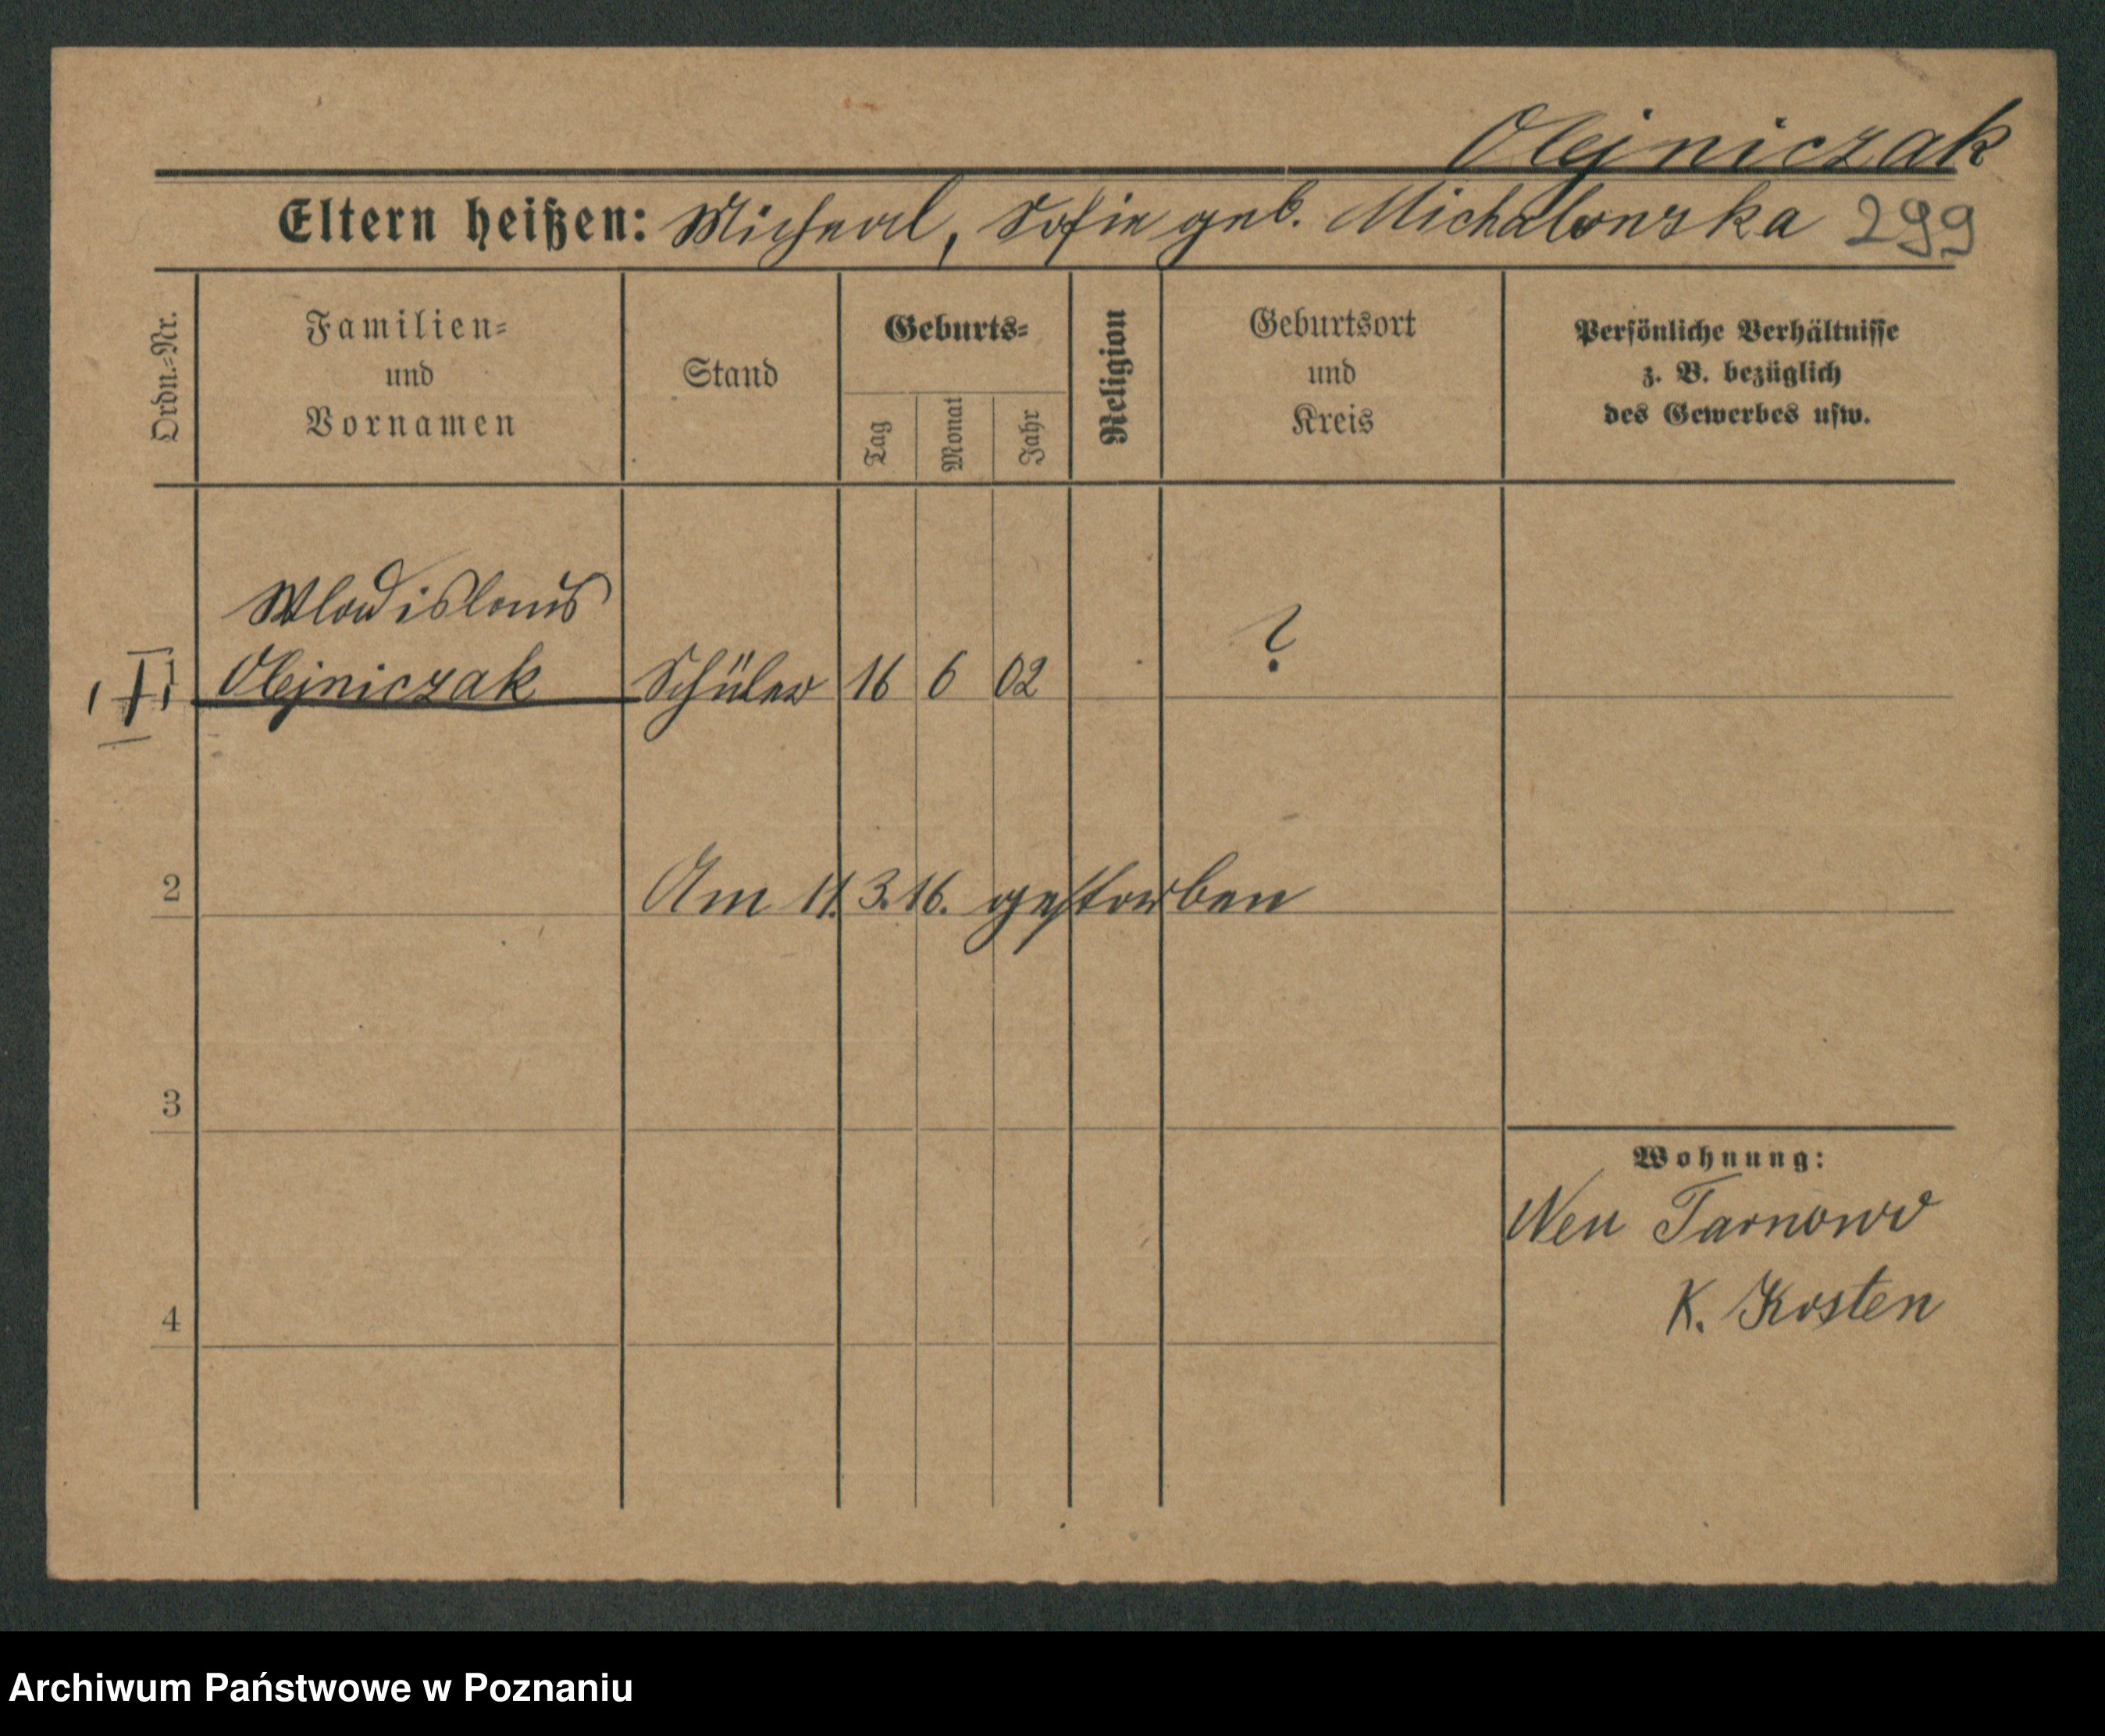 Olejniczak
Eltern heißen: Michael, Sofie geb. Michalowska 299
Ordn.=Nr.
Familien=
und
Vornamen
Stand
Geburts=
Tag
Monat
Jahr
Religion
Geburtsort
und
Kreis
Persönliche Verhältnisse
z. B. bezüglich
des Gewerbes usw.
Wladislaus
Olejniczak Schüler 16 6 02 ?
2 Am 11.3.16. gestorben
3
Wohnung:
Neu Tarnowo
K. Kosten
4
Archiwum Państwowe w Poznaniu